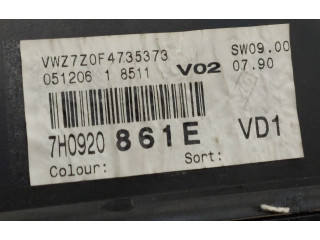 VWZ7Z0F4735373 SW09.00
051206 1 8511 V02 07.90
7H0920 861E VD1
Colour: Sort: